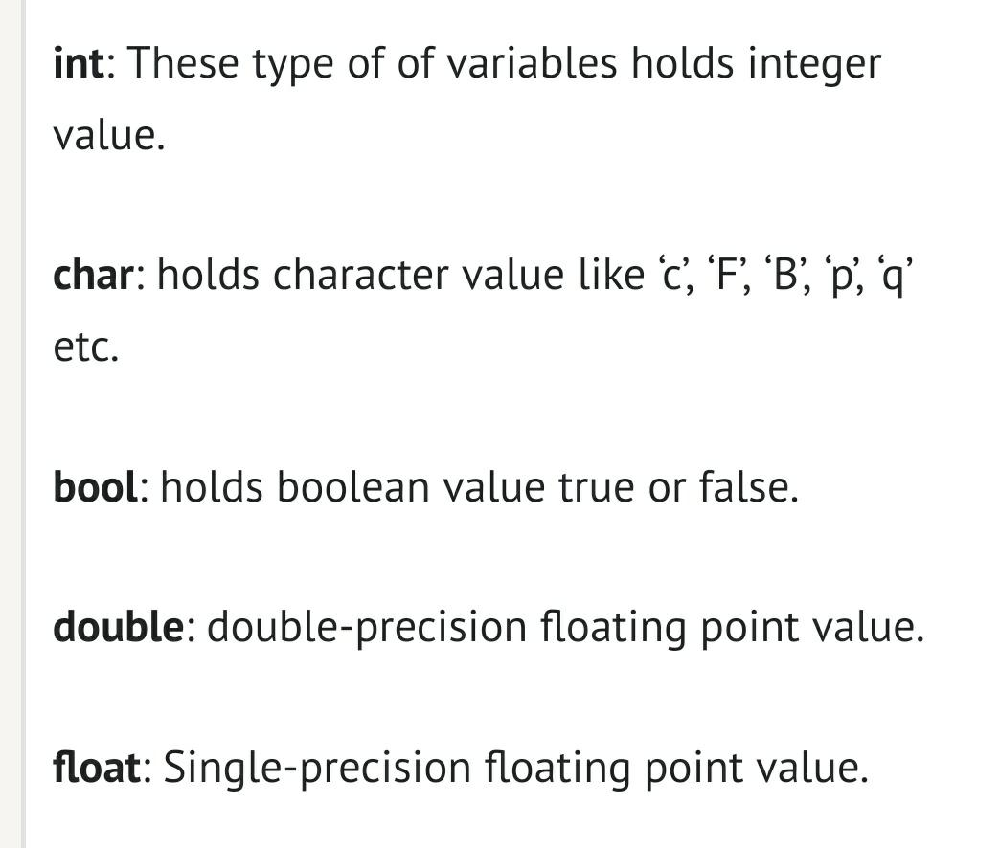 int: These type of of variables holds integer
value.
char: holds character value like ‘c’, ‘F’, ‘B’, ‘p’, ‘q’
etc.
bool: holds boolean value true or false.
double: double-precision floating point value.
float: Single-precision floating point value.